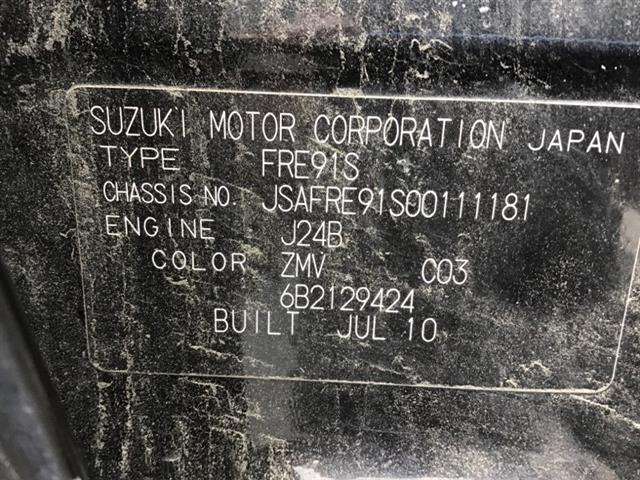 SUZUKI MOTOR CORPORATION JAPAN
TYPE FRE91S
CHASSIS NO. JSAFRE91S00111181
ENGINE J24B
COLOR ZMV C03
6B2129424
BUILT JUL 10